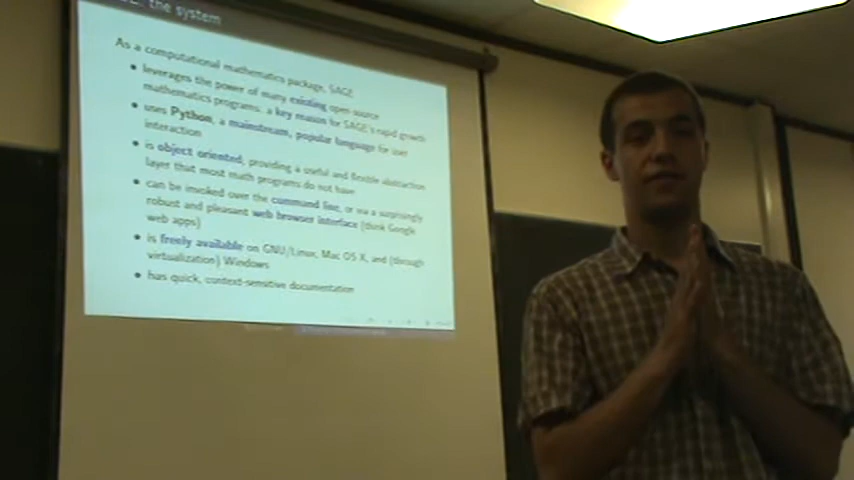 the system
As a computational mathematics package, SAGE
leverages the power of many existing open-source
mathematics programs. a key reason for SAGE's rapid growth
uses Python, a mainstream, popular language for user
interaction
is object oriented, providing a useful and flexible abstraction
layer that most math programs do not have
can be invoked over the command line, or via a surprisingly
robust and pleasant web browser interface (think Google
web apps)
is freely available on GNU/Linux, Mac OS X, and (through
virtualization) Windows
has quick, context-sensitive documentation